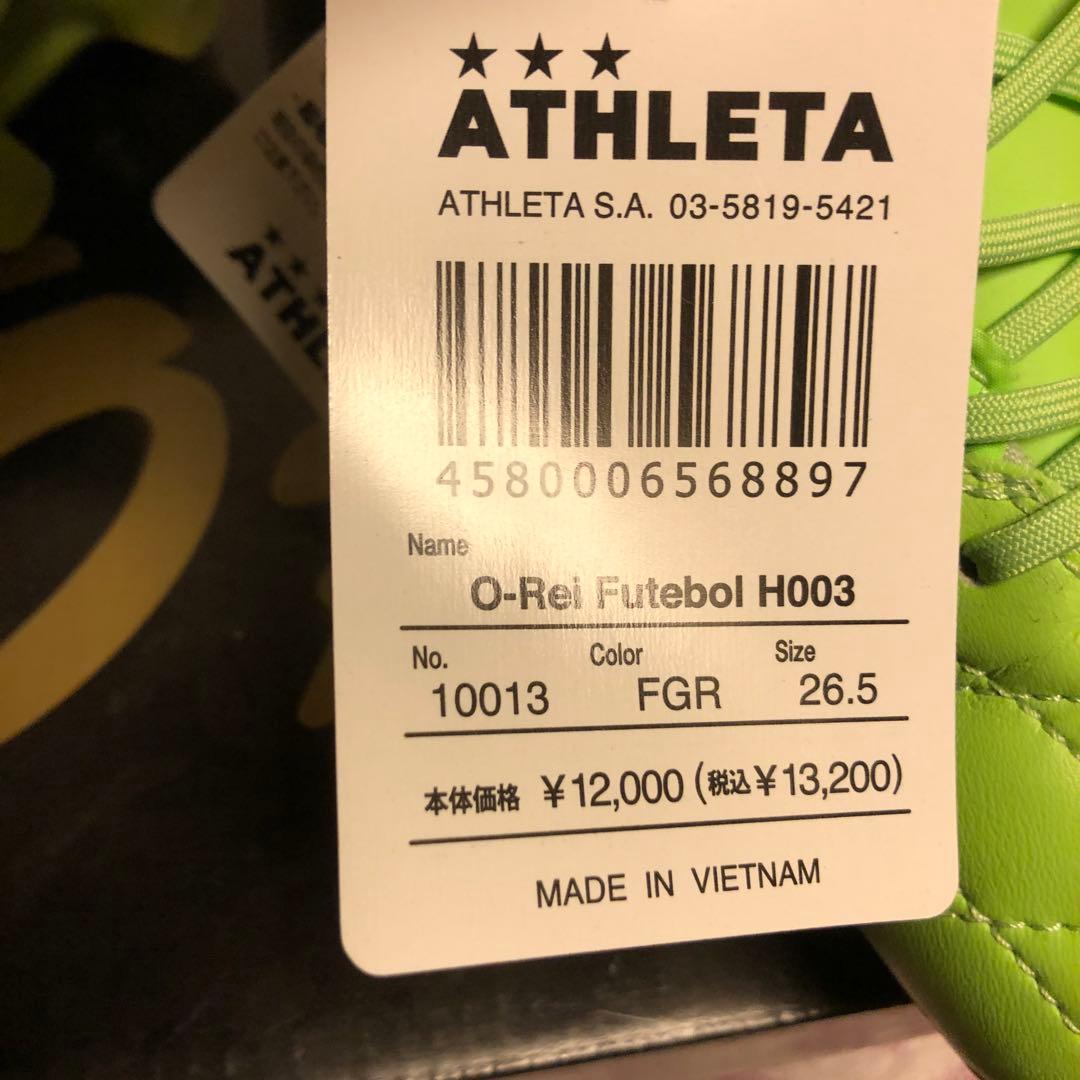 ★★★
ATHLETA
ATHLETA S.A. 03-5819-5421
4580006568897
Name
O-Rei Futebol H003
No. Color Size
10013 FGR 26.5
本体価格 ¥12,000 (税込¥13,200)
MADE IN VIETNAM
ATHL